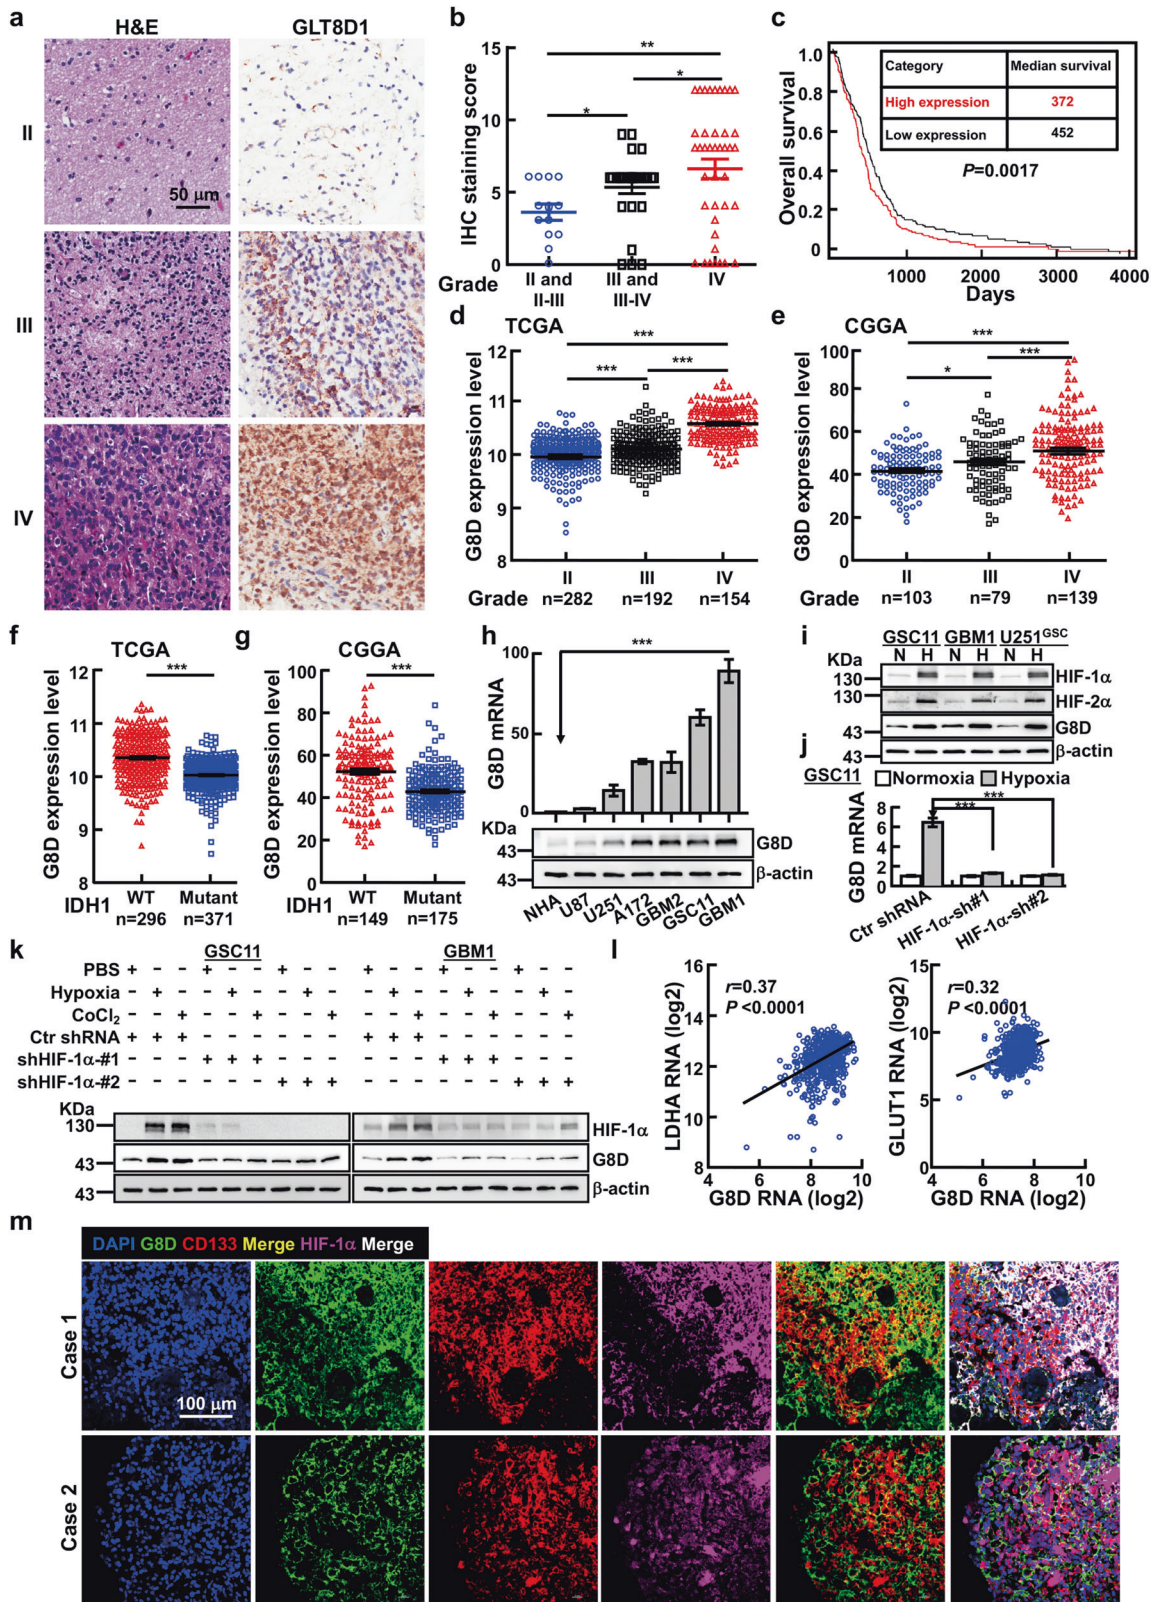 a
H&E GLT8D1
II
50 μm
III
IV
b
IHC staining score
15
10
5
0
**
*
*
Grade
II and II-III
III and III-IV
IV
c
Overall survival
1.0
0.8
0.6
0.4
0.2
0
Category Median survival
High expression 372
Low expression 452
P=0.0017
1000 2000 3000 4000
Days
d
TCGA
G8D expression level
12
11
10
9
8
***
*** ***
II III IV
Grade n=282 n=192 n=154
e
CGGA
G8D expression level
100
80
60
40
20
0
***
* ***
II III IV
Grade n=103 n=79 n=139
f
TCGA
G8D expression level
12
11
10
9
8
***
WT Mutant
IDH1 n=296 n=371
g
CGGA
G8D expression level
100
80
60
40
20
0
***
WT Mutant
IDH1 n=149 n=175
h
G8D mRNA
100
50
0
***
KDa
43 G8D
43 β-actin
NHA U87 U251 A172 GBM2 GSC11 GBM1
i
GSC11 GBM1 U251GSC
KDa N H N H N H
130 HIF-1α
130 HIF-2α
43 G8D
43 β-actin
j
GSC11 Normoxia Hypoxia
G8D mRNA
8
6
4
2
0
***
***
Ctr shRNA HIF-1α-sh#1 HIF-1α-sh#2
k
GSC11 GBM1
PBS + - - + - - + - - + - - + - - + - -
Hypoxia - + - - + - - + - - + - - + - - + -
CoCl2 - - + - - + - - + - - + - - + - - +
Ctr shRNA + + + - - - - - - + + + - - - - - -
shHIF-1α-#1 - - - + + + - - - - - - + + + - - -
shHIF-1α-#2 - - - - - - + + + - - - - - - + + +
KDa
130 HIF-1α
43 G8D
43 β-actin
l
LDHA RNA (log2)
16
14
12
10
8
r=0.37
P <0.0001
4 6 8 10
G8D RNA (log2)
GLUT1 RNA (log2)
15
10
5
0
r=0.32
P <0.0001
4 6 8 10
G8D RNA (log2)
m
DAPI G8D CD133 Merge HIF-1α Merge
Case 1
100 μm
Case 2